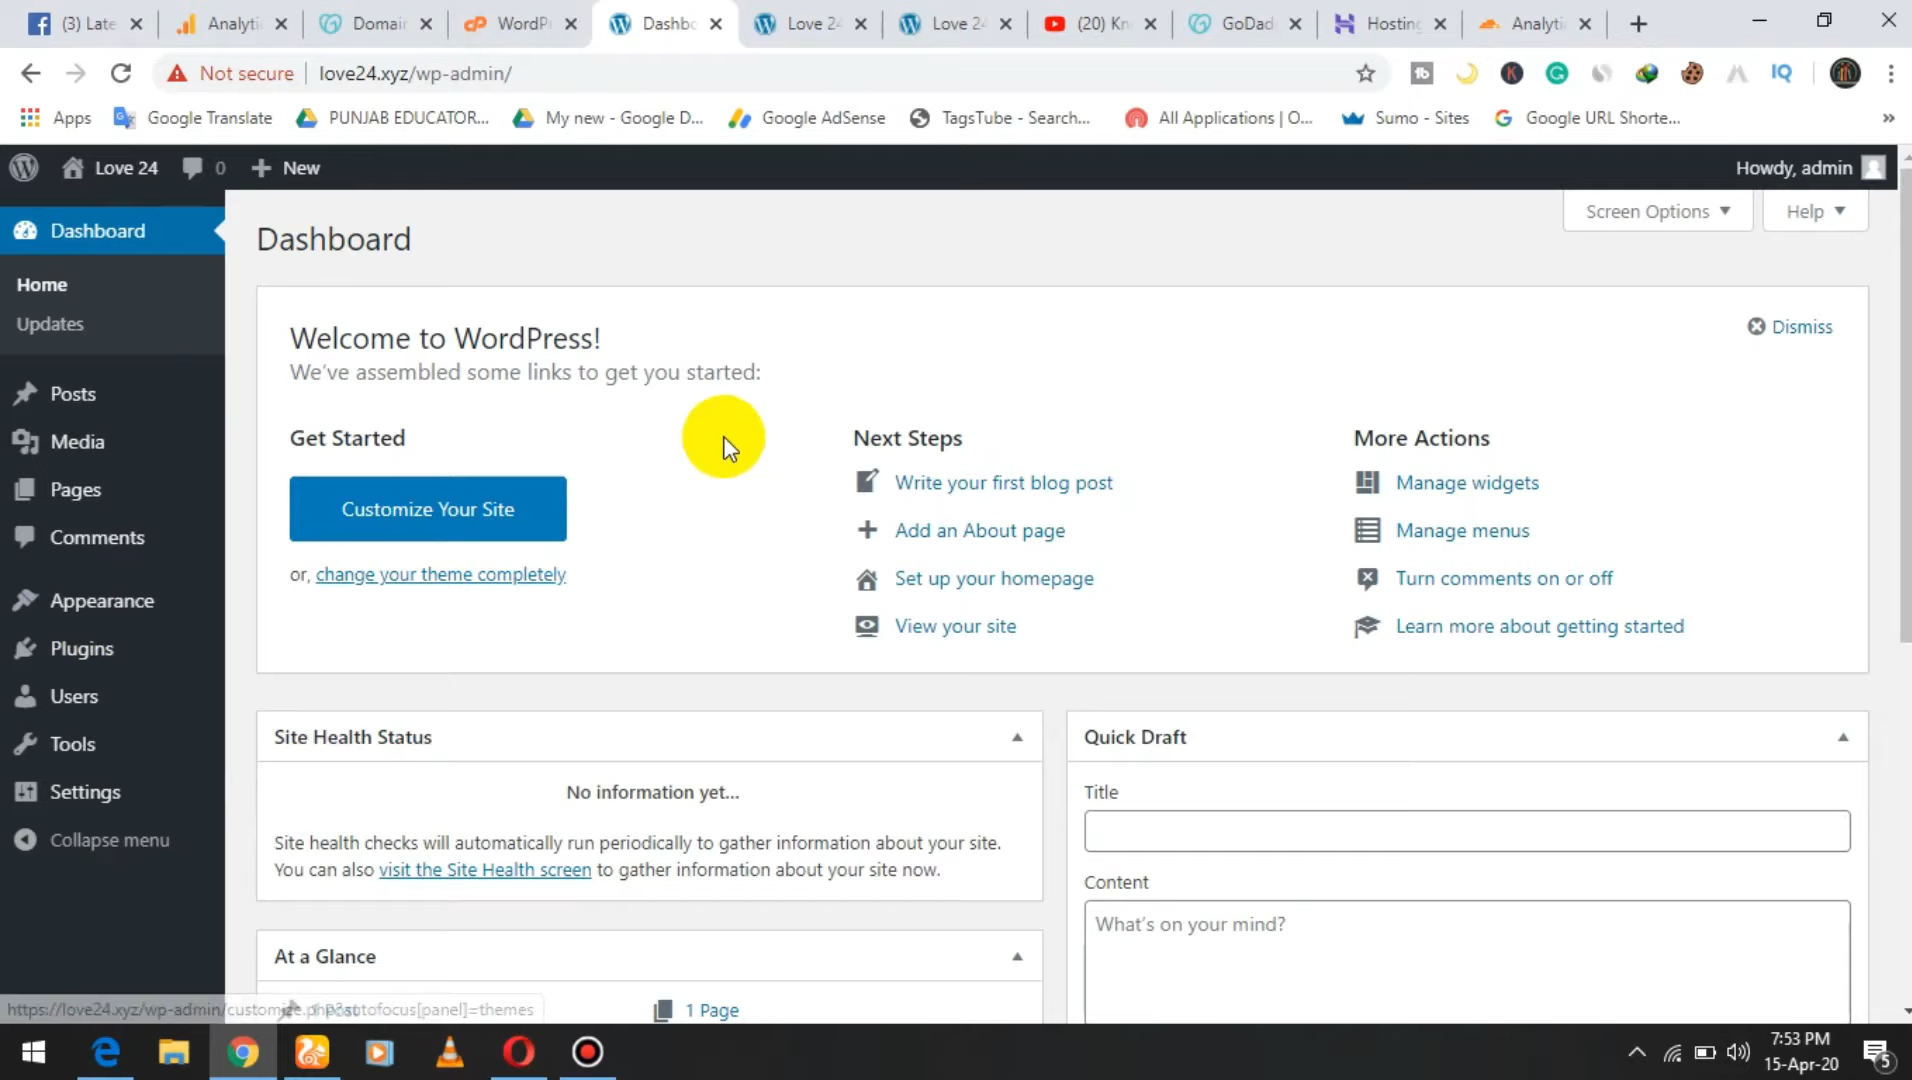 (3) Late
Analyti
Domain
WordP
Dashbo
Love 24
Love 24
(20) Kn
GoDad
Hosting
Analyti
Not secure love24.xyz/wp-admin/
Apps
Google Translate
PUNJAB EDUCATOR...
My new - Google D...
Google AdSense
TagsTube - Search...
All Applications | O...
Sumo - Sites
Google URL Shorte...
»
Love 24
0
New
Howdy, admin
Screen Options
Help
Dashboard
Home
Updates
Posts
Media
Pages
Comments
Appearance
Plugins
Users
Tools
Settings
Collapse menu
Dashboard
Welcome to WordPress!
We've assembled some links to get you started:
Dismiss
Get Started
Customize Your Site
or, change your theme completely
Next Steps
Write your first blog post
Add an About page
Set up your homepage
View your site
More Actions
Manage widgets
Manage menus
Turn comments on or off
Learn more about getting started
Site Health Status
No information yet...
Site health checks will automatically run periodically to gather information about your site.
You can also visit the Site Health screen to gather information about your site now.
At a Glance
1 Page
Quick Draft
Title
Content
What's on your mind?
https://love24.xyz/wp-admin/customize.php?autofocus[panel]=themes
7:53 PM
15-Apr-20
5